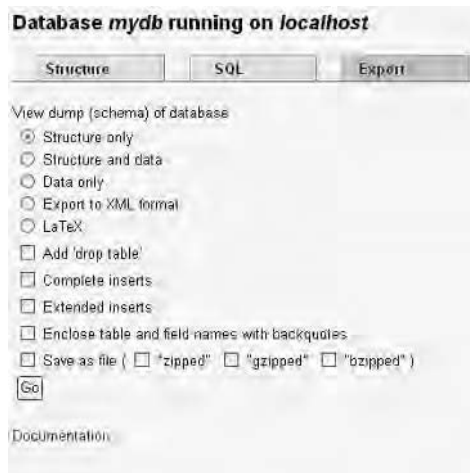 Database mydb running on localhost
Structure SQL Export
View dump (schema) of database
Structure only
Structure and data
Data only
Export to XML format
LaTeX
Add 'drop table'
Complete inserts
Extended inserts
Enclose table and field names with backquotes
Save as file ( "zipped" "gzipped" "bzipped" )
Go
Documentation